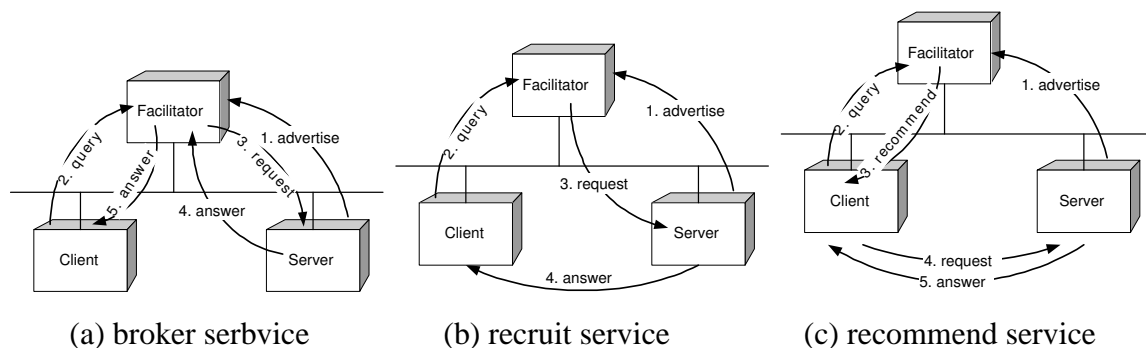 Facilitator
1. advertise
2. query
3. request
5. answer
4. answer
Client
Server
(a) broker serbvice
Facilitator
1. advertise
2. query
3. request
Client
Server
4. answer
(b) recruit service
Facilitator
1. advertise
2. query
3. recommend
Client
Server
4. request
5. answer
(c) recommend service